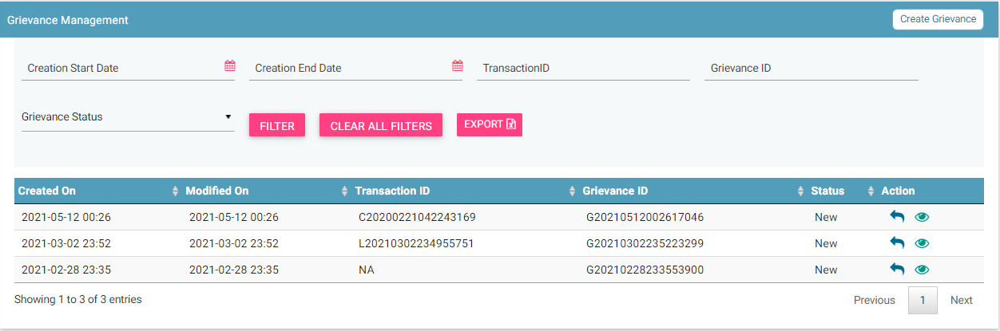 Grievance Management Create Grievance
Creation Start Date Creation End Date TransactionID Grievance ID
Grievance Status FILTER CLEAR ALL FILTERS EXPORT
Created On Modified On Transaction ID Grievance ID Status Action
2021-05-12 00:26 2021-05-12 00:26 C20200221042243169 G20210512002617046 New
2021-03-02 23:52 2021-03-02 23:52 L20210302234955751 G20210302235223299 New
2021-02-28 23:35 2021-02-28 23:35 NA G20210228233553900 New
Showing 1 to 3 of 3 entries Previous 1 Next